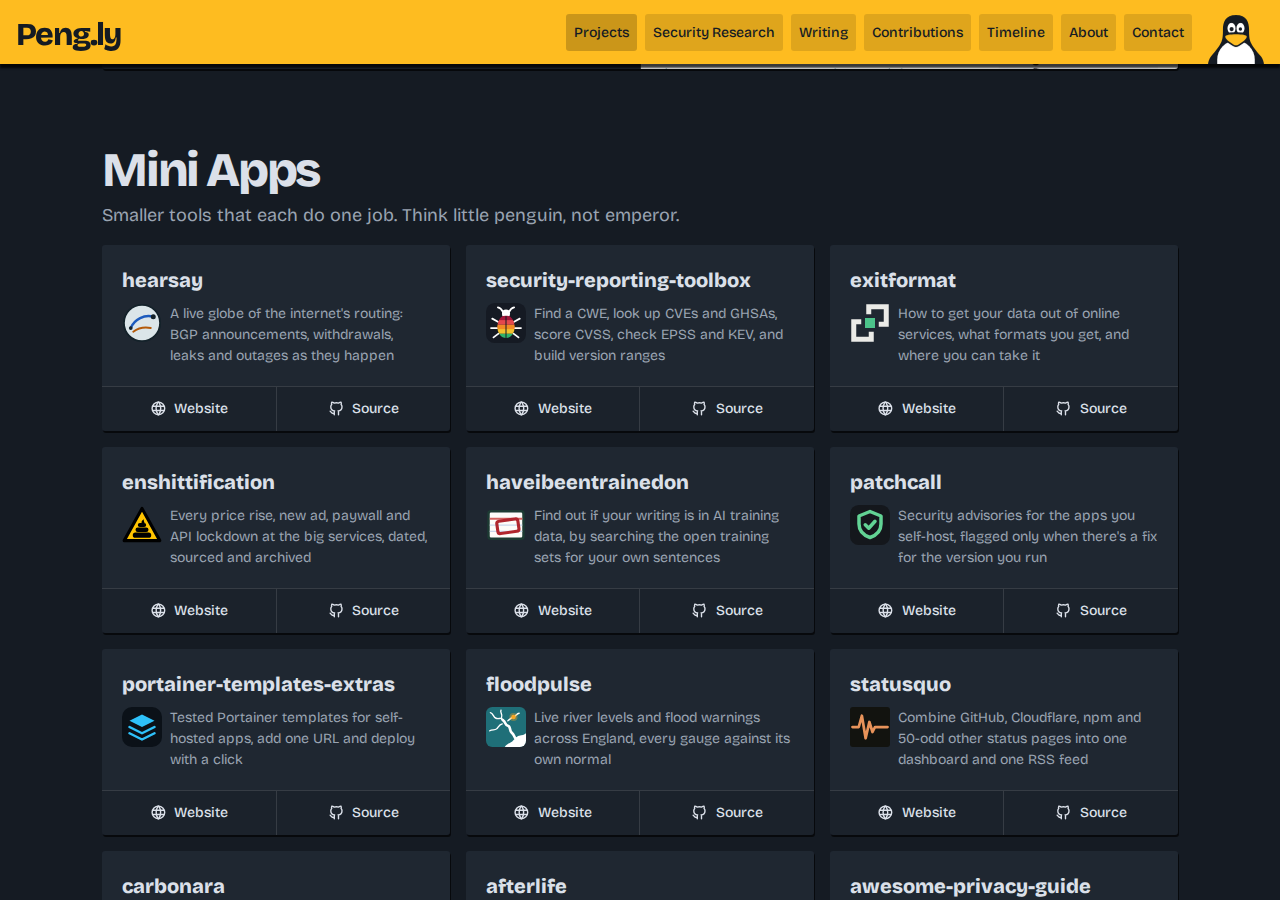 Peng.ly
Projects
Security Research
Writing
Contributions
Timeline
About
Contact
Mini Apps
Smaller tools that each do one job. Think little penguin, not emperor.
hearsay
A live globe of the internet's routing:
BGP announcements, withdrawals,
leaks and outages as they happen
Website
Source
security-reporting-toolbox
Find a CWE, look up CVEs and GHSAs,
score CVSS, check EPSS and KEV, and
build version ranges
Website
Source
exitformat
How to get your data out of online
services, what formats you get, and
where you can take it
Website
Source
enshittification
Every price rise, new ad, paywall and
API lockdown at the big services, dated,
sourced and archived
Website
Source
haveibeentrainedon
Find out if your writing is in AI training
data, by searching the open training
sets for your own sentences
Website
Source
patchcall
Security advisories for the apps you
self-host, flagged only when there's a fix
for the version you run
Website
Source
portainer-templates-extras
Tested Portainer templates for self-
hosted apps, add one URL and deploy
with a click
Website
Source
floodpulse
Live river levels and flood warnings
across England, every gauge against its
own normal
Website
Source
statusquo
Combine GitHub, Cloudflare, npm and
50-odd other status pages into one
dashboard and one RSS feed
Website
Source
carbonara
afterlife
awesome-privacy-guide